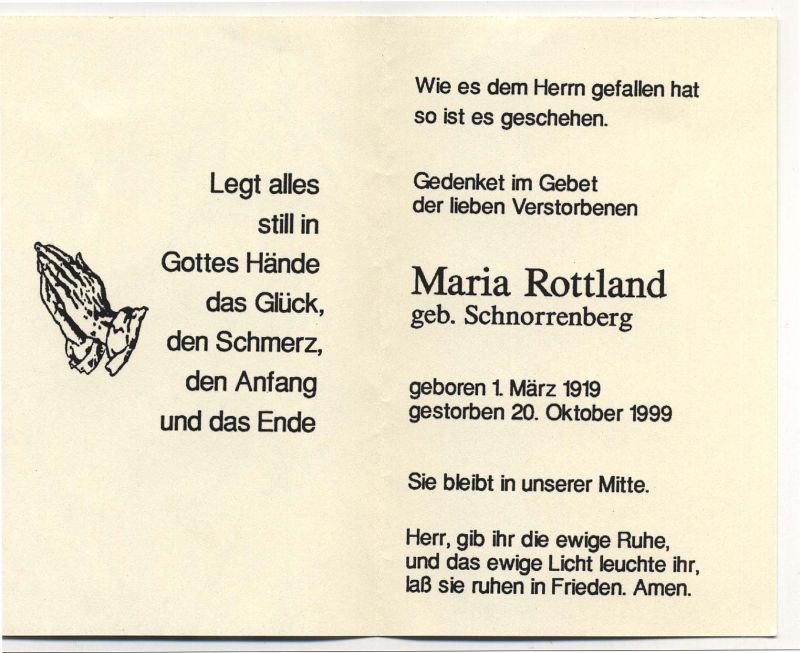 Legt alles
still in
Gottes Hände
das Glück,
den Schmerz,
den Anfang
und das Ende
Wie es dem Herrn gefallen hat
so ist es geschehen.
Gedenket im Gebet
der lieben Verstorbenen
Maria Rottland
geb. Schnorrenberg
geboren 1. März 1919
gestorben 20. Oktober 1999
Sie bleibt in unserer Mitte.
Herr, gib ihr die ewige Ruhe,
und das ewige Licht leuchte ihr,
laß sie ruhen in Frieden. Amen.